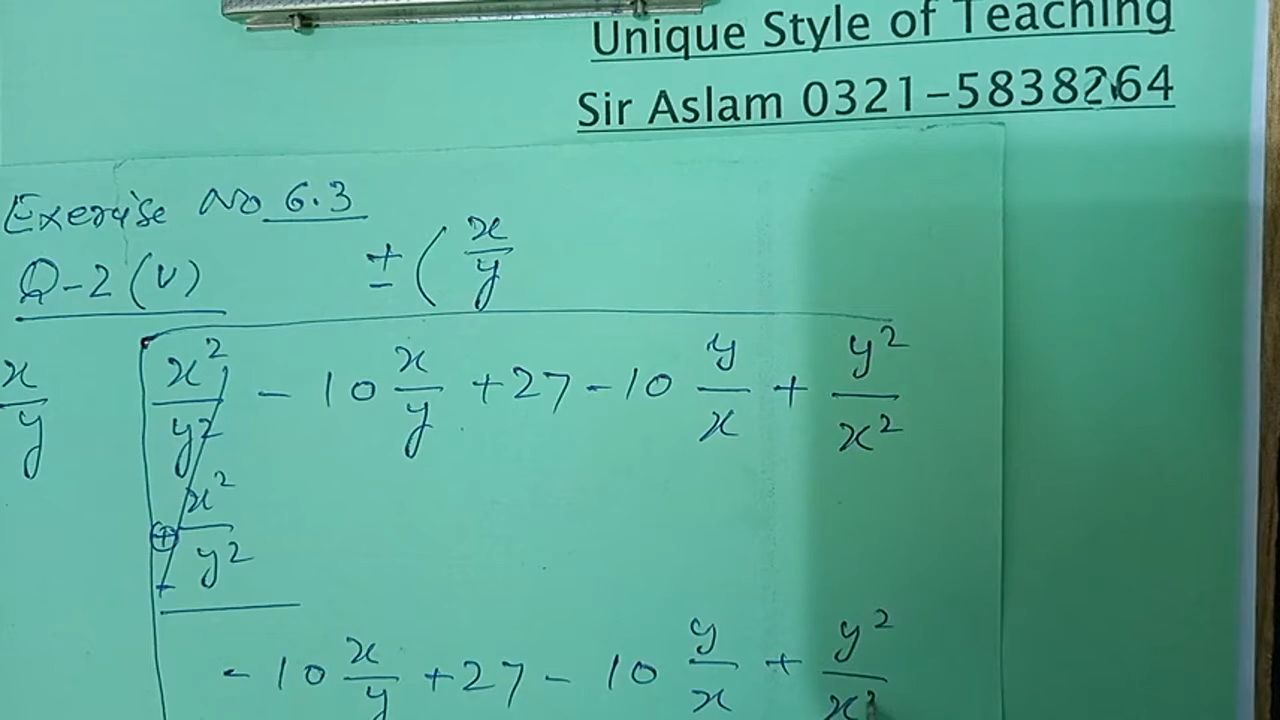 Unique Style of Teaching
Sir Aslam 0321-5838264
Exercise No 6.3
Q-2 (v) ± ( x/y
x/y x²/y² - 10 x/y + 27 - 10 y/x + y²/x²
x²/y²
- 10 x/y + 27 - 10 y/x + y²/x²